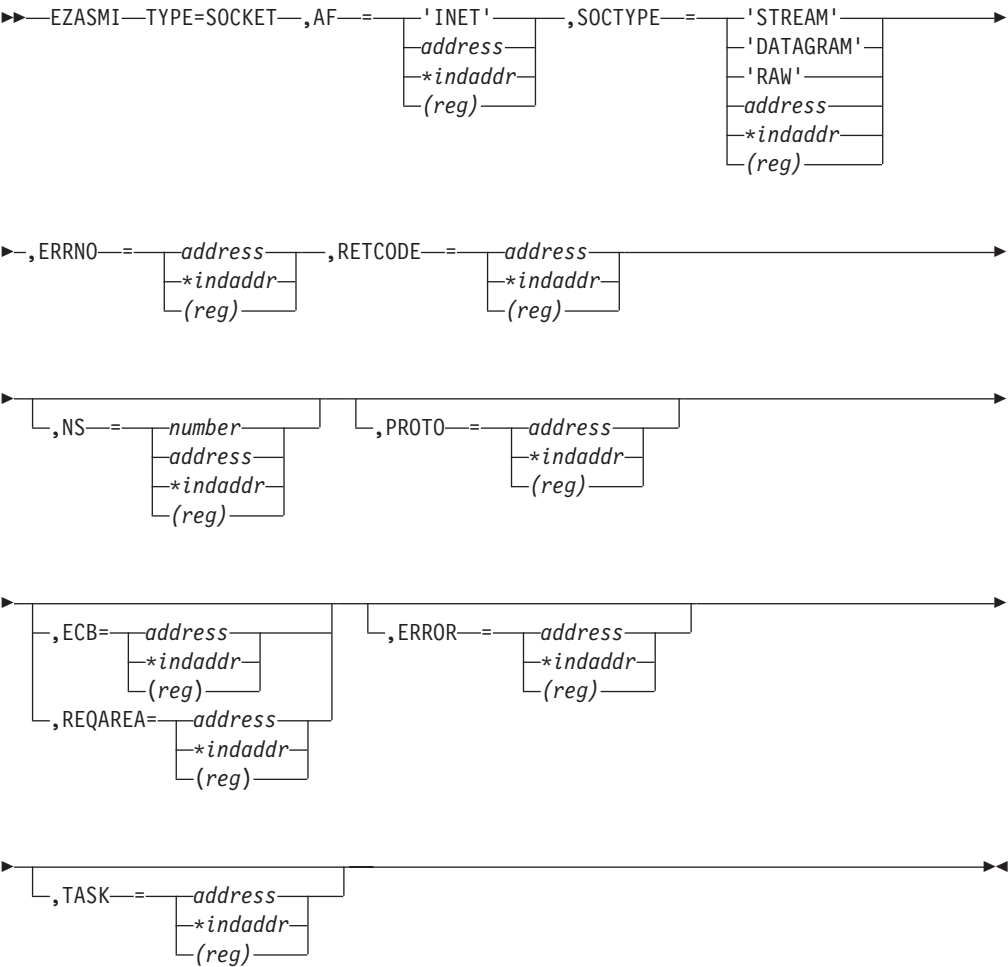 EZASMI TYPE=SOCKET ,AF = 'INET' ,SOCTYPE = 'STREAM'
address 'DATAGRAM'
*indaddr 'RAW'
(reg) address
*indaddr
(reg)
,ERRNO = address ,RETCODE = address
*indaddr *indaddr
(reg) (reg)
,NS = number ,PROTO = address
address *indaddr
*indaddr (reg)
(reg)
,ECB= address ,ERROR = address
*indaddr *indaddr
(reg) (reg)
,REQAREA= address
*indaddr
(reg)
,TASK = address
*indaddr
(reg)